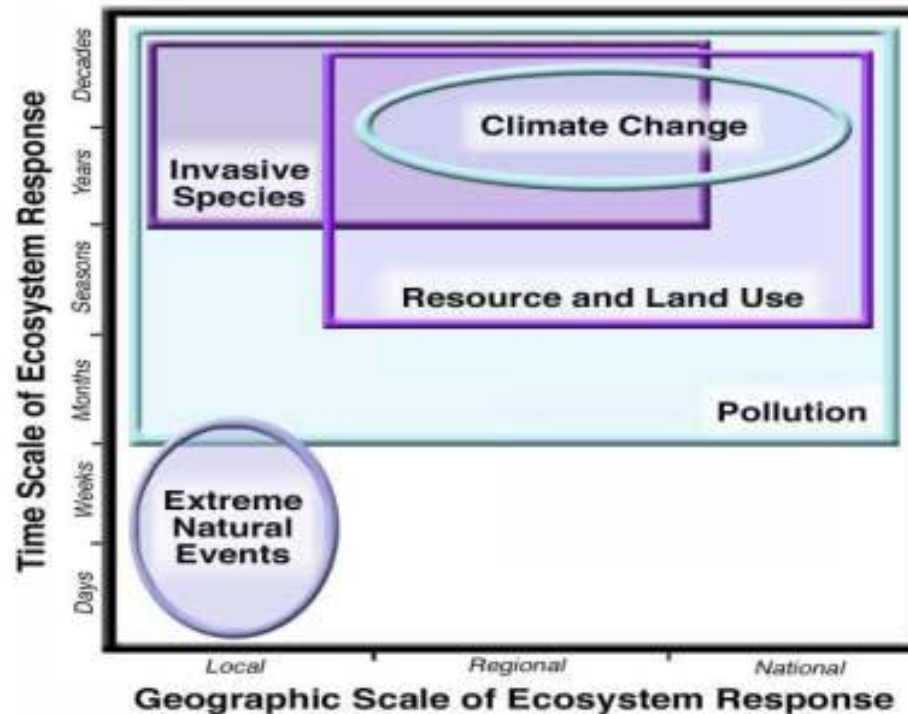 Time Scale of Ecosystem Response
Decades
Years
Seasons
Months
Weeks
Days
Climate Change
Invasive
Species
Resource and Land Use
Pollution
Extreme
Natural
Events
Local
Regional
National
Geographic Scale of Ecosystem Response